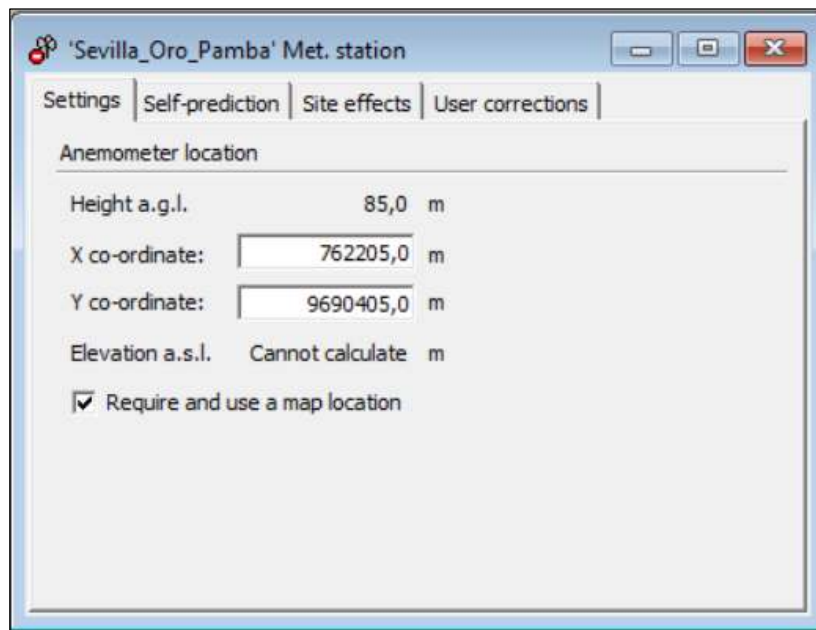 'Sevilla_Oro_Pamba' Met. station
Settings Self-prediction Site effects User corrections
Anemometer location
Height a.g.l. 85,0 m
X co-ordinate: 762205,0 m
Y co-ordinate: 9690405,0 m
Elevation a.s.l. Cannot calculate m
Require and use a map location